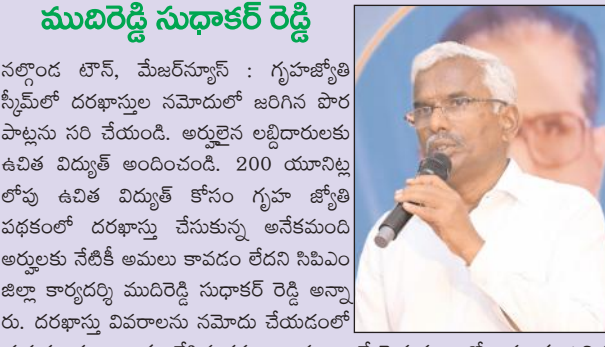 ముదిరెడ్డి సుధాకర్ రెడ్డి
నల్గొండ టౌన్, మేజర్‌న్యూస్ : గృహజ్యోతి
స్కీమ్‌లో దరఖాస్తుల నమోదులో జరిగిన పొర
పాట్లను సరి చేయండి. అర్హులైన లబ్ధిదారులకు
ఉచిత విద్యుత్ అందించండి. 200 యూనిట్ల
లోపు ఉచిత విద్యుత్ కోసం గృహ జ్యోతి
పథకంలో దరఖాస్తు చేసుకున్న అనేకమంది
అర్హులకు నేటికీ అమలు కావడం లేదని సిపిఎం
జిల్లా కార్యదర్శి ముదిరెడ్డి సుధాకర్ రెడ్డి అన్నా
రు. దరఖాస్తు వివరాలను నమోదు చేయడంలో